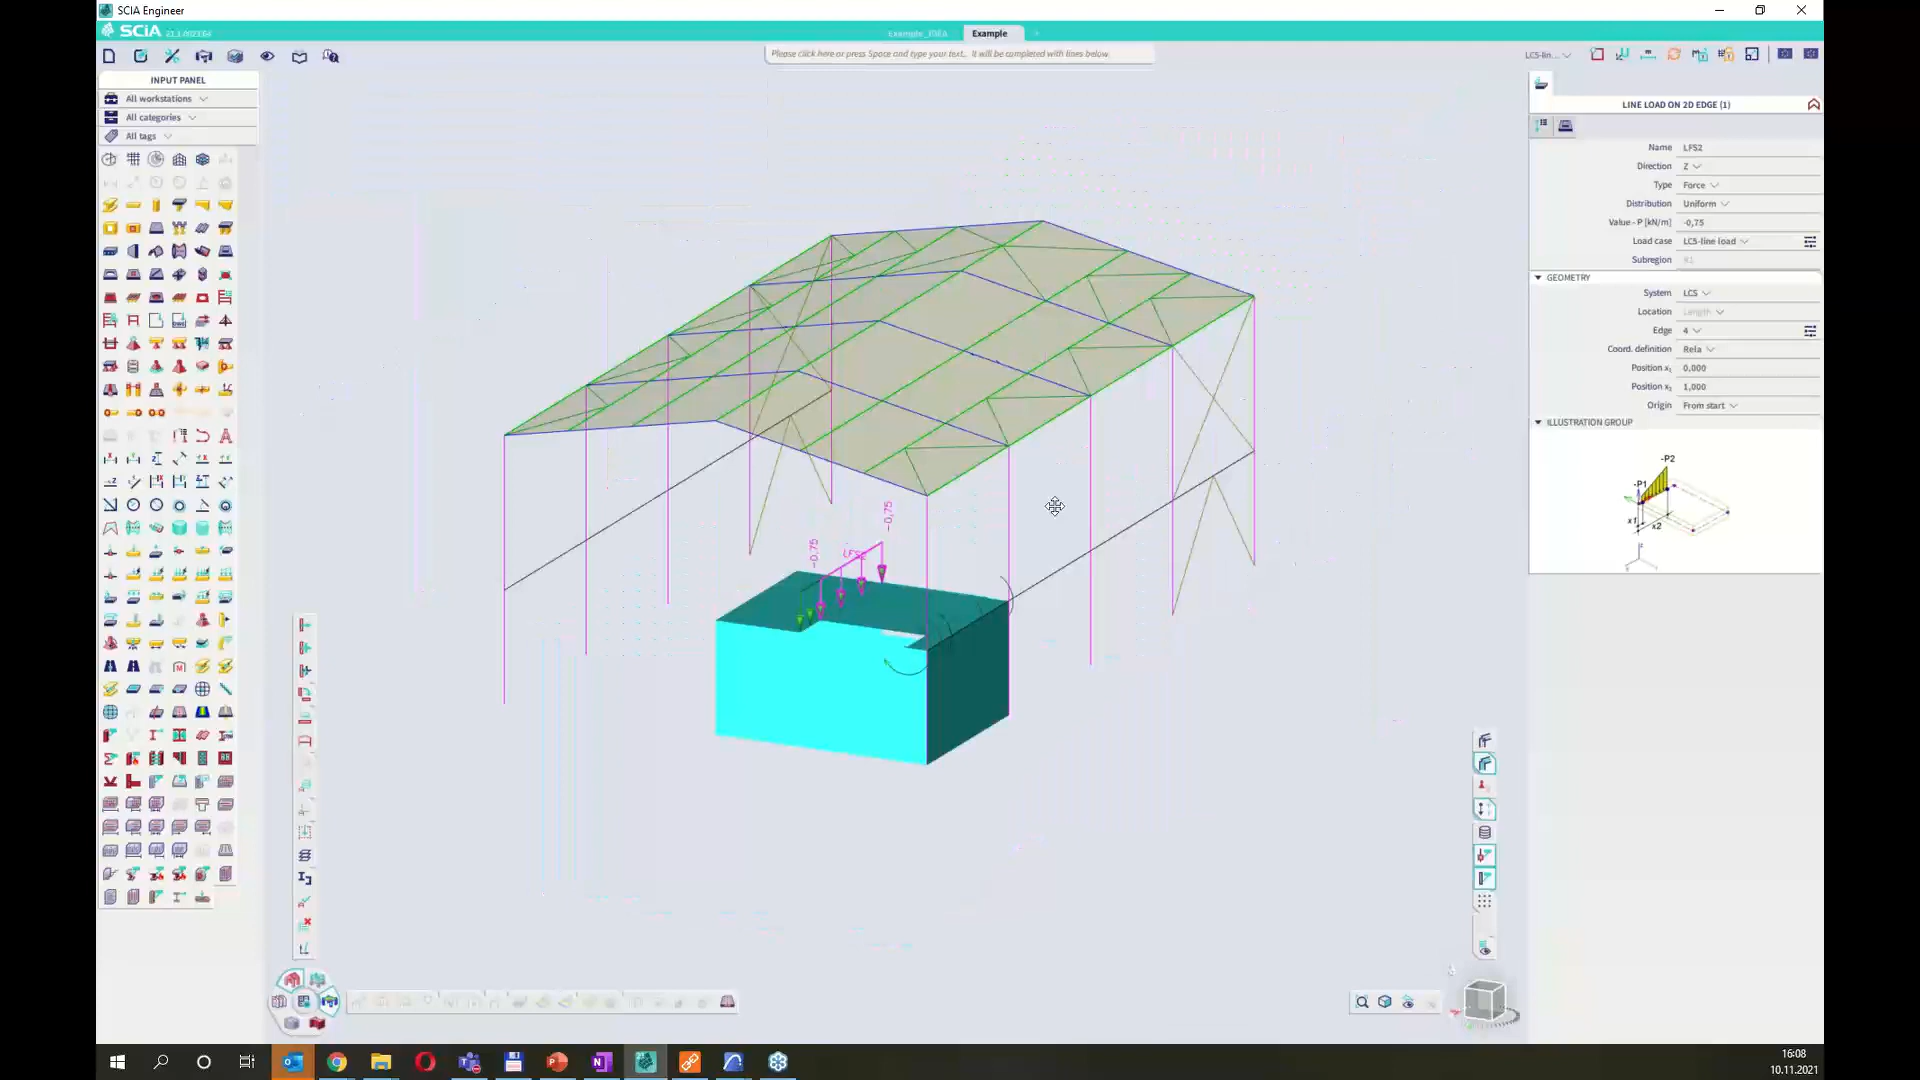 SCIA Engineer
SCiA
Example
Please click here or press Space and type your text... It will be completed with lines below.
INPUT PANEL
All workstations
All categories
All tags
LC5-lin...
LINE LOAD ON 2D EDGE (1)
Name LFS2
Direction Z
Type Force
Distribution Uniform
Value - P [kN/m] -0,75
Load case LC5-line load
Subregion
GEOMETRY
System LCS
Location Length
Edge 4
Coord. definition Rela
Position x₁ 0,000
Position x₂ 1,000
Origin From start
ILLUSTRATION GROUP
-P2
-P1
x1
x2
-0,75
-0,75
16:08
10.11.2021